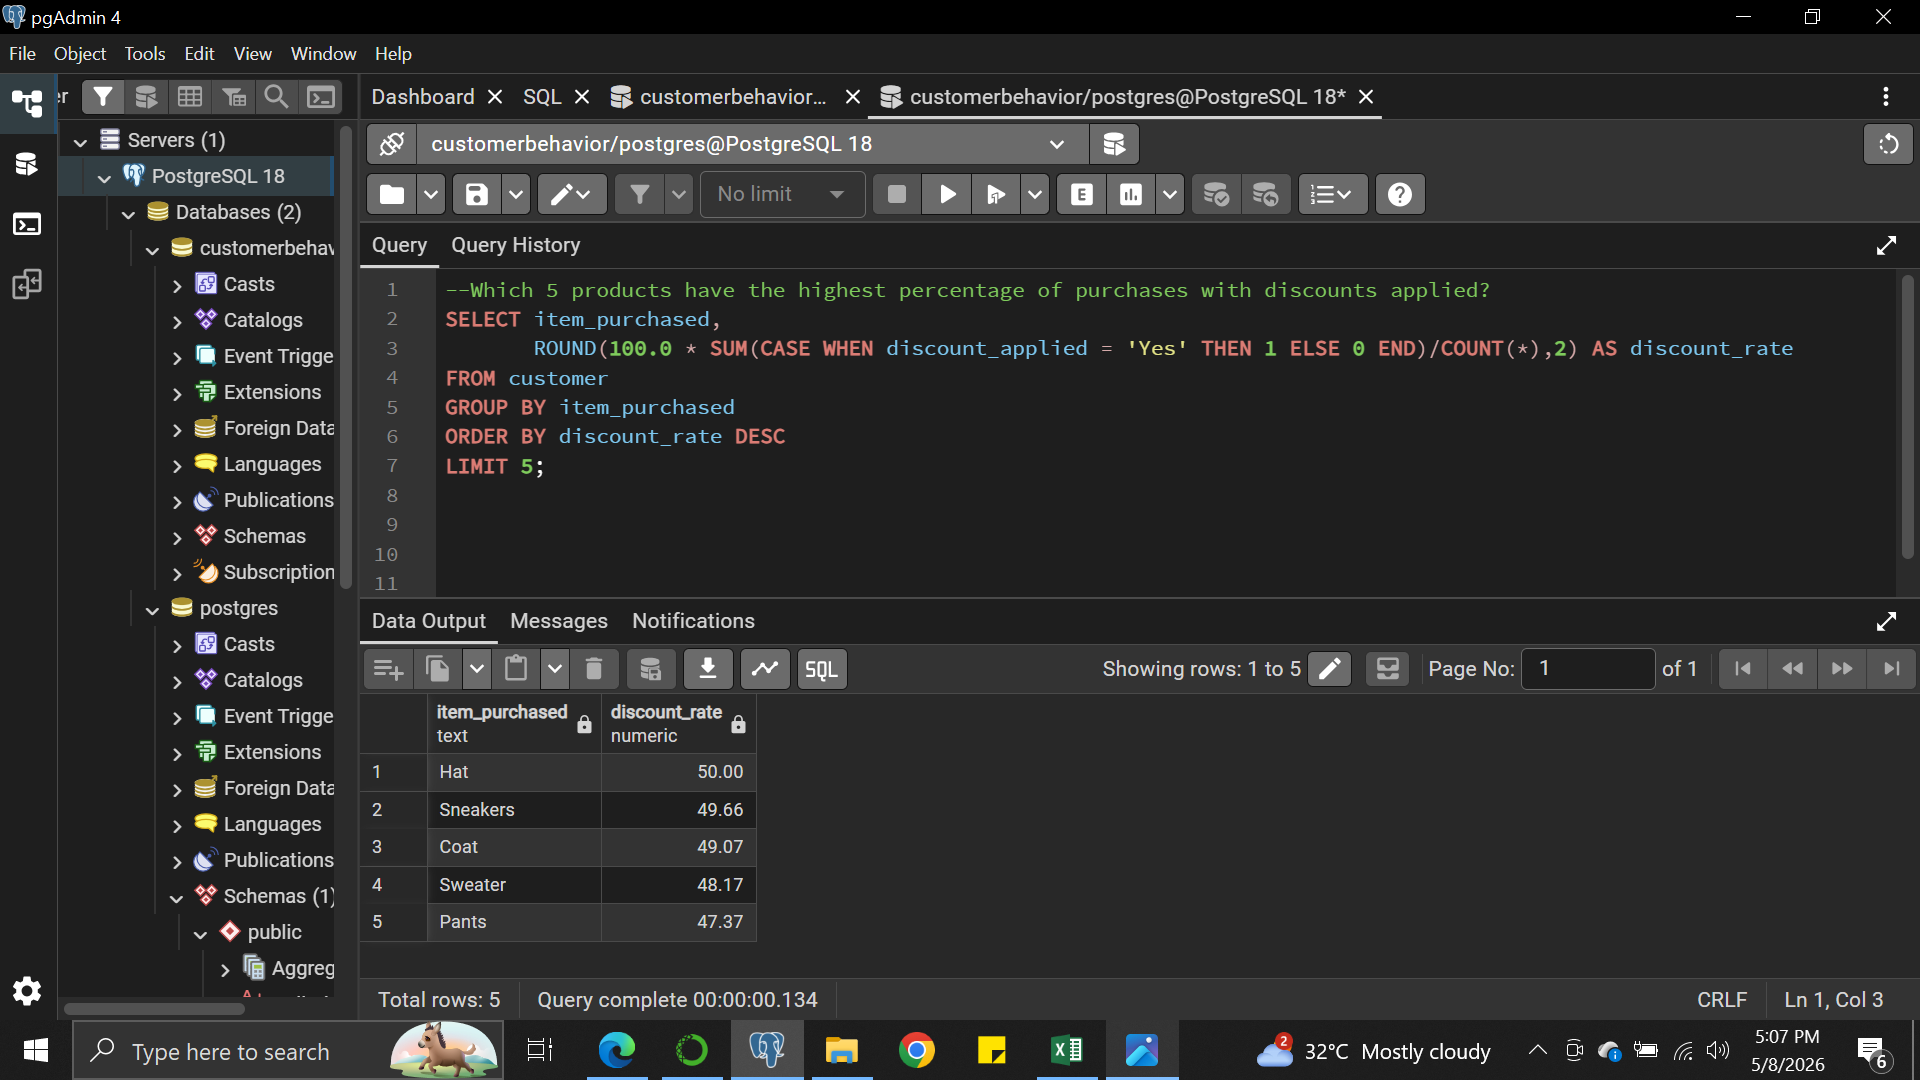 pgAdmin 4
File Object Tools Edit View Window Help
er
Dashboard
SQL
customerbehavior...
customerbehavior/postgres@PostgreSQL 18*
Servers (1)
PostgreSQL 18
Databases (2)
customerbehav
Casts
Catalogs
Event Trigge
Extensions
Foreign Data
Languages
Publications
Schemas
Subscription
postgres
Casts
Catalogs
Event Trigge
Extensions
Foreign Data
Languages
Publications
Schemas (1)
public
Aggreg
customerbehavior/postgres@PostgreSQL 18
No limit
E
Query Query History
1 --Which 5 products have the highest percentage of purchases with discounts applied?
2 SELECT item_purchased,
3 ROUND(100.0 * SUM(CASE WHEN discount_applied = 'Yes' THEN 1 ELSE 0 END)/COUNT(*),2) AS discount_rate
4 FROM customer
5 GROUP BY item_purchased
6 ORDER BY discount_rate DESC
7 LIMIT 5;
8
9
10
11
Data Output Messages Notifications
SQL
Showing rows: 1 to 5
Page No: 1 of 1
item_purchased discount_rate
text numeric
1 Hat 50.00
2 Sneakers 49.66
3 Coat 49.07
4 Sweater 48.17
5 Pants 47.37
Total rows: 5 Query complete 00:00:00.134 CRLF Ln 1, Col 3
Type here to search
2
32°C Mostly cloudy
5:07 PM
5/8/2026
6